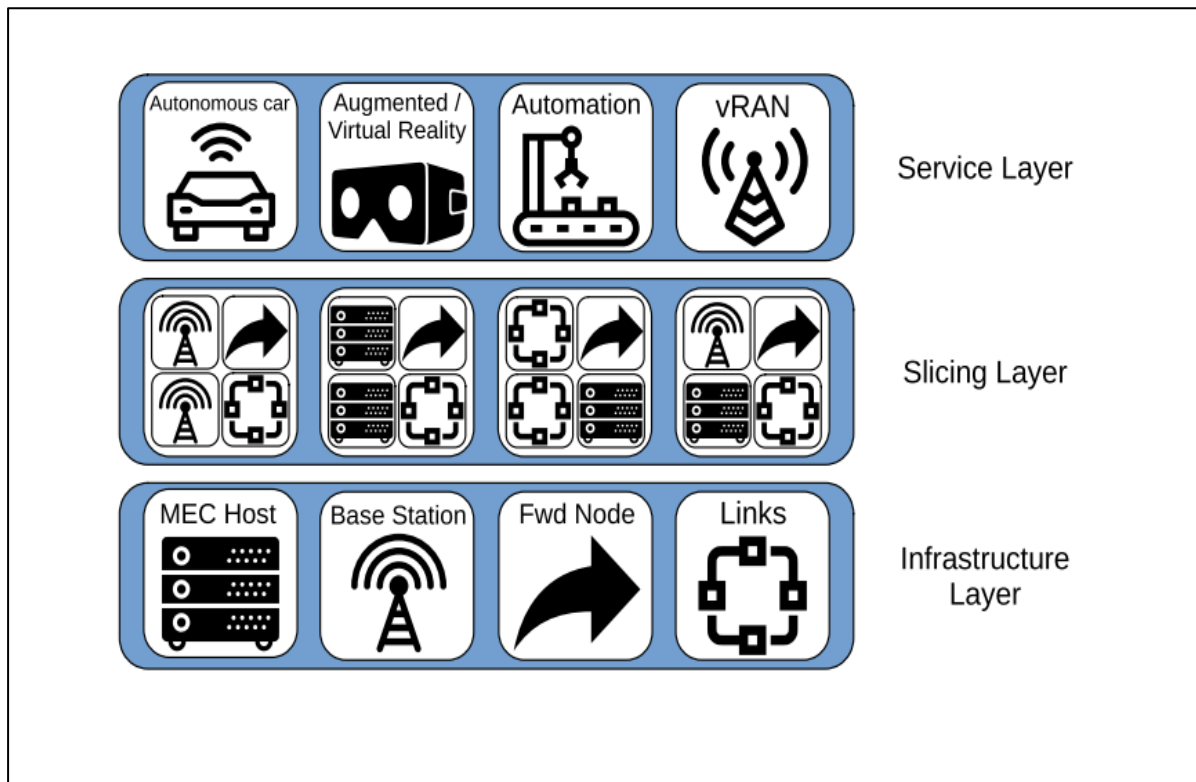 Autonomous car
Augmented /
Virtual Reality
Automation
vRAN
Service Layer
Slicing Layer
MEC Host
Base Station
Fwd Node
Links
Infrastructure
Layer